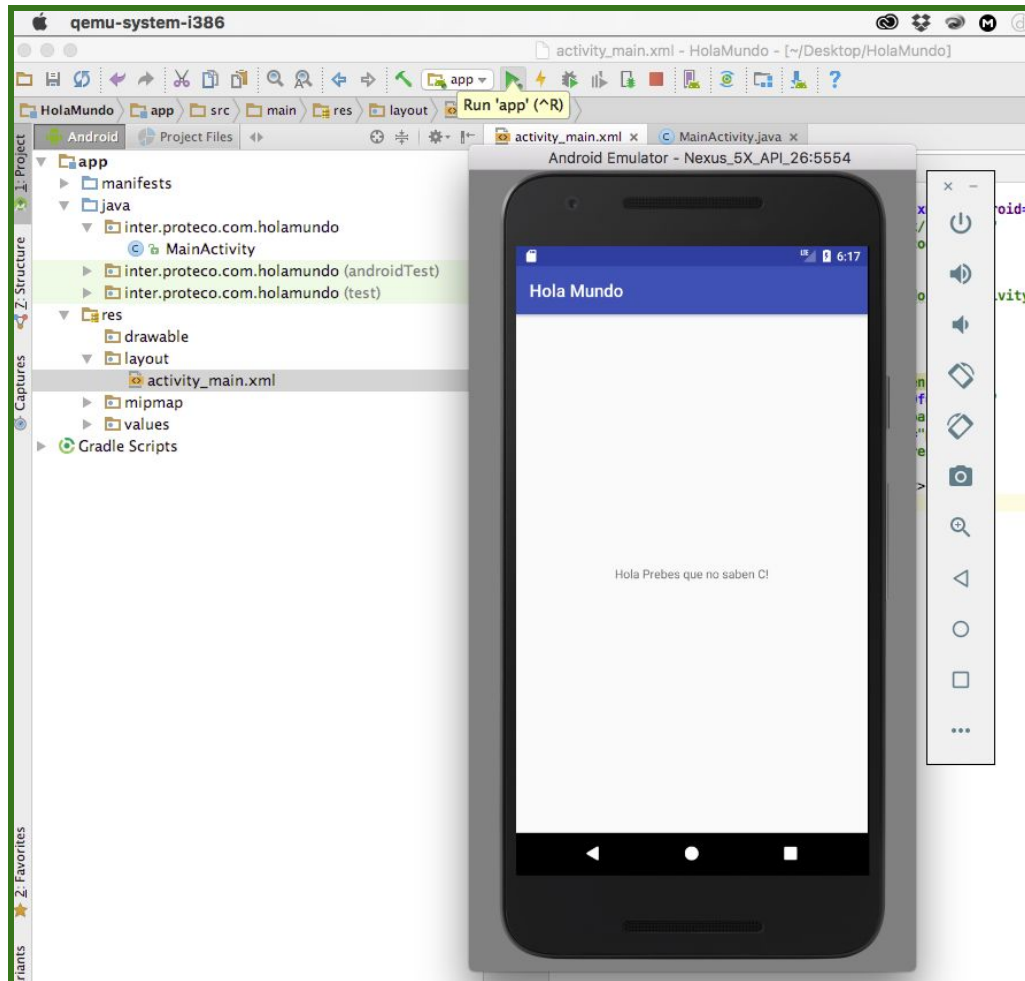 qemu-system-i386
activity_main.xml - HolaMundo - [~/Desktop/HolaMundo]
app
HolaMundo app src main res layout
Run 'app' (^R)
Android Project Files
activity_main.xml MainActivity.java
Android Emulator - Nexus_5X_API_26:5554
1: Project
7: Structure
Captures
2: Favorites
app
manifests
java
inter.proteco.com.holamundo
MainActivity
inter.proteco.com.holamundo (androidTest)
inter.proteco.com.holamundo (test)
res
drawable
layout
activity_main.xml
mipmap
values
Gradle Scripts
LTE 6:17
Hola Mundo
Hola Prebes que no saben C!